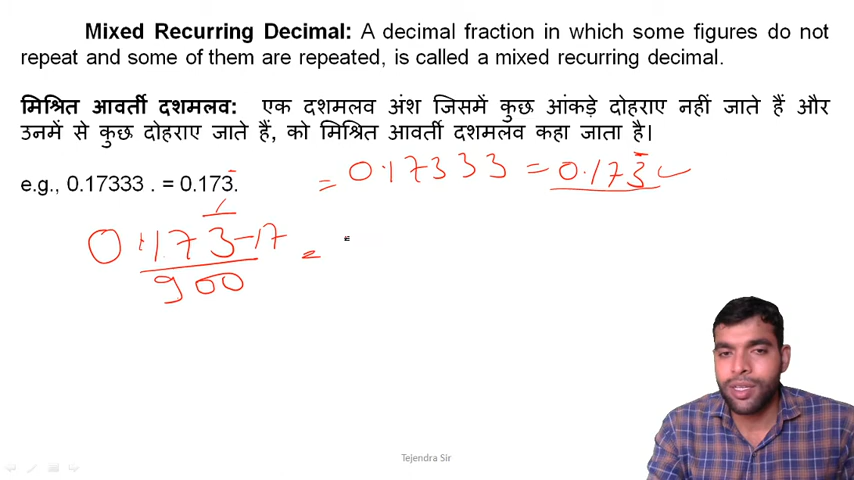 Mixed Recurring Decimal: A decimal fraction in which some figures do not
repeat and some of them are repeated, is called a mixed recurring decimal.
मिश्रित आवर्ती दशमलव: एक दशमलव अंश जिसमें कुछ आंकड़े दोहराए नहीं जाते हैं और
उनमें से कुछ दोहराए जाते हैं, को मिश्रित आवर्ती दशमलव कहा जाता है।
= 0.17333 = 0.173̅
e.g., 0.17333 . = 0.173̅.
0.173̅-17 =
900
Tejendra Sir